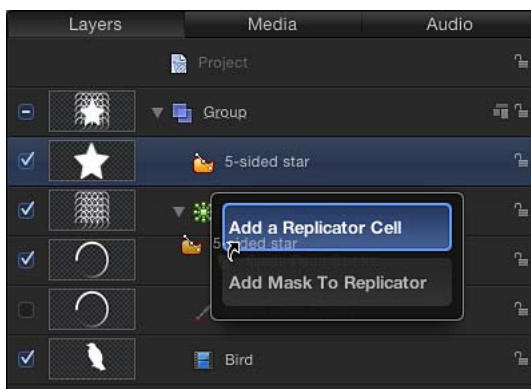 Layers Media Audio
Project
Group
5-sided star
Add a Replicator Cell
5-sided star
Add Mask To Replicator
Bird